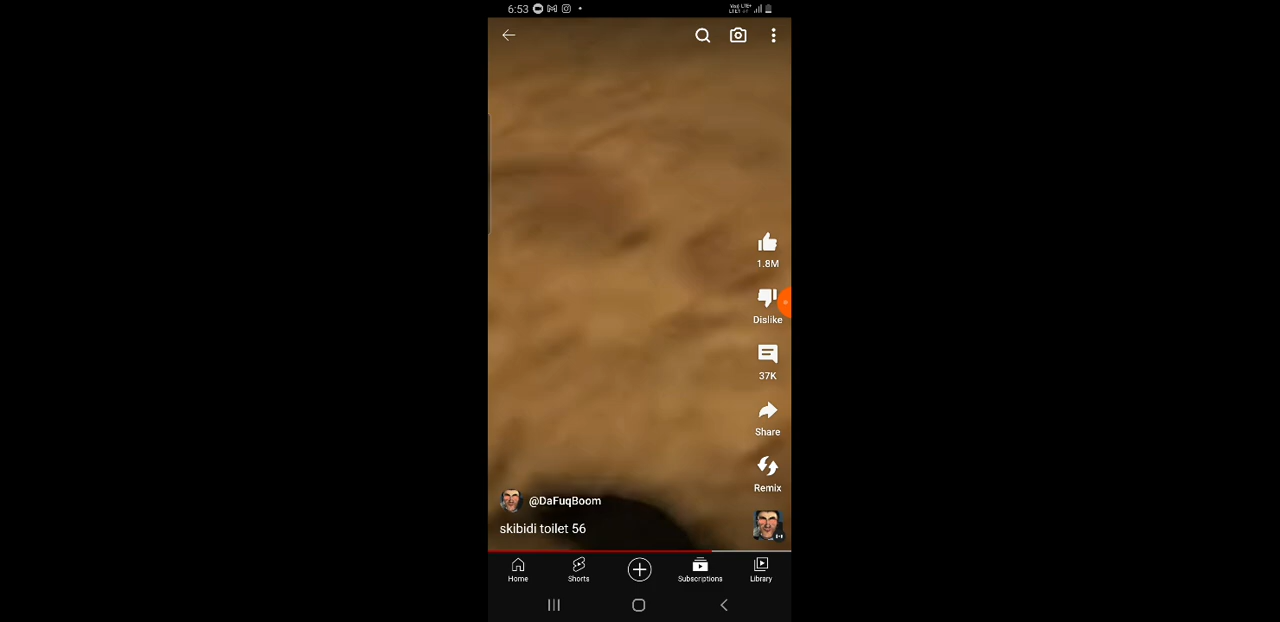 6:53
1.8M
Dislike
37K
Share
Remix
@DaFuqBoom
skibidi toilet 56
Home
Shorts
Subscriptions
Library